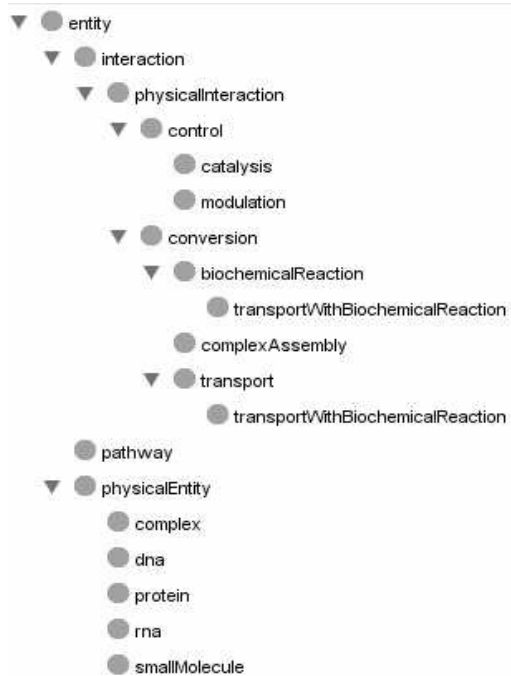 entity
interaction
physicalInteraction
control
catalysis
modulation
conversion
biochemicalReaction
transportWithBiochemicalReaction
complexAssembly
transport
transportWithBiochemicalReaction
pathway
physicalEntity
complex
dna
protein
rna
smallMolecule